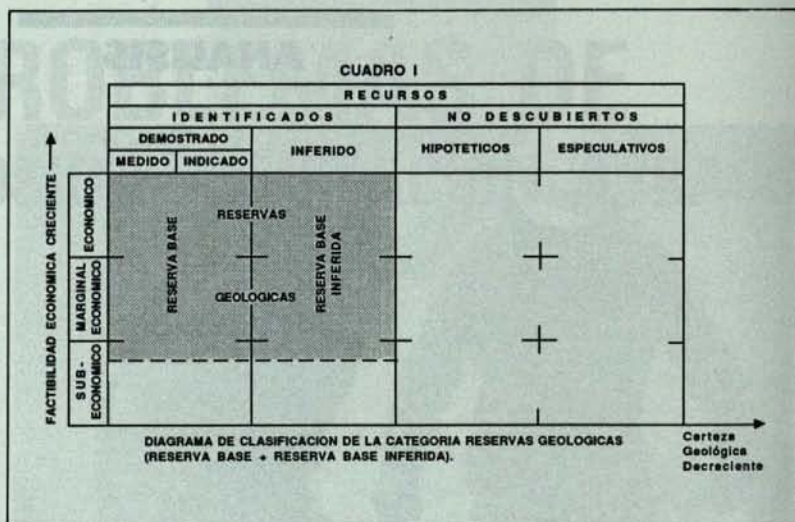 ANALISIS
CUADRO I
RECURSOS
IDENTIFICADOS
NO DESCUBIERTOS
DEMOSTRADO
INFERIDO
HIPOTETICOS
ESPECULATIVOS
MEDIDO
INDICADO
FACTIBILIDAD ECONOMICA CRECIENTE
ECONOMICO
MARGINAL
ECONOMICO
SUB-
ECONOMICO
RESERVA BASE
RESERVAS
GEOLOGICAS
RESERVA BASE
INFERIDA
DIAGRAMA DE CLASIFICACION DE LA CATEGORIA RESERVAS GEOLOGICAS
(RESERVA BASE + RESERVA BASE INFERIDA).
Certeza
Geológica
Decreciente